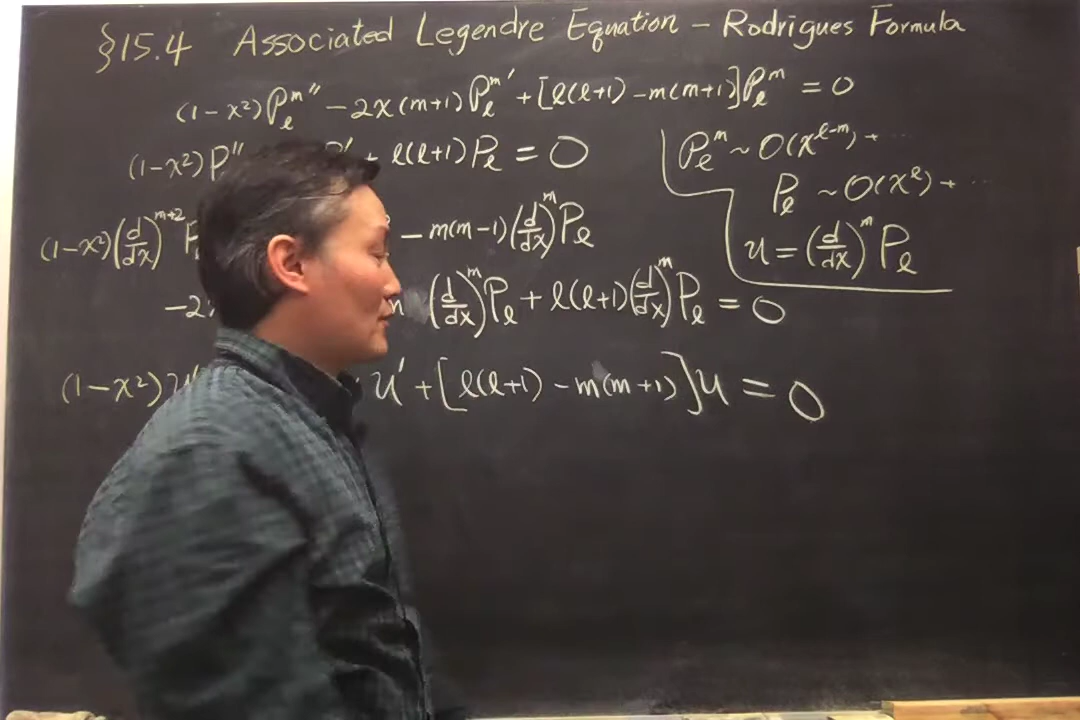 §15.4 Associated Legendre Equation – Rodrigues Formula
(1-x²)Pₗᵐ″ - 2x(m+1)Pₗᵐ′ + [ℓ(ℓ+1) - m(m+1)]Pₗᵐ = 0
(1-x²)P″ P′ + ℓ(ℓ+1)Pₗ = 0
Pₗᵐ ~ O(x^{ℓ-m}) + ...
Pₗ ~ O(x^ℓ) + ...
u = (d/dx)^m Pₗ
(1-x²)(d/dx)^{m+2} P - m(m-1)(d/dx)^m Pₗ
-2 (d/dx)^m Pₗ + ℓ(ℓ+1)(d/dx)^m Pₗ = 0
(1-x²)u′ u′ + [ℓ(ℓ+1) - m(m+1)]u = 0